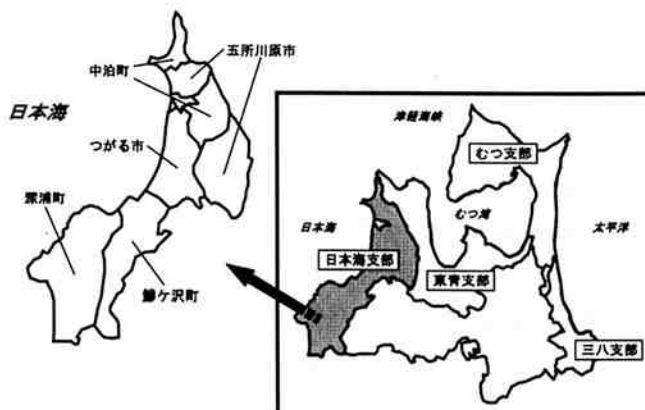 五所川原市
中泊町
日本海
つがる市
深浦町
鰺ケ沢町
津軽海峡
むつ支部
むつ湾
日本海
太平洋
日本海支部
東青支部
三八支部